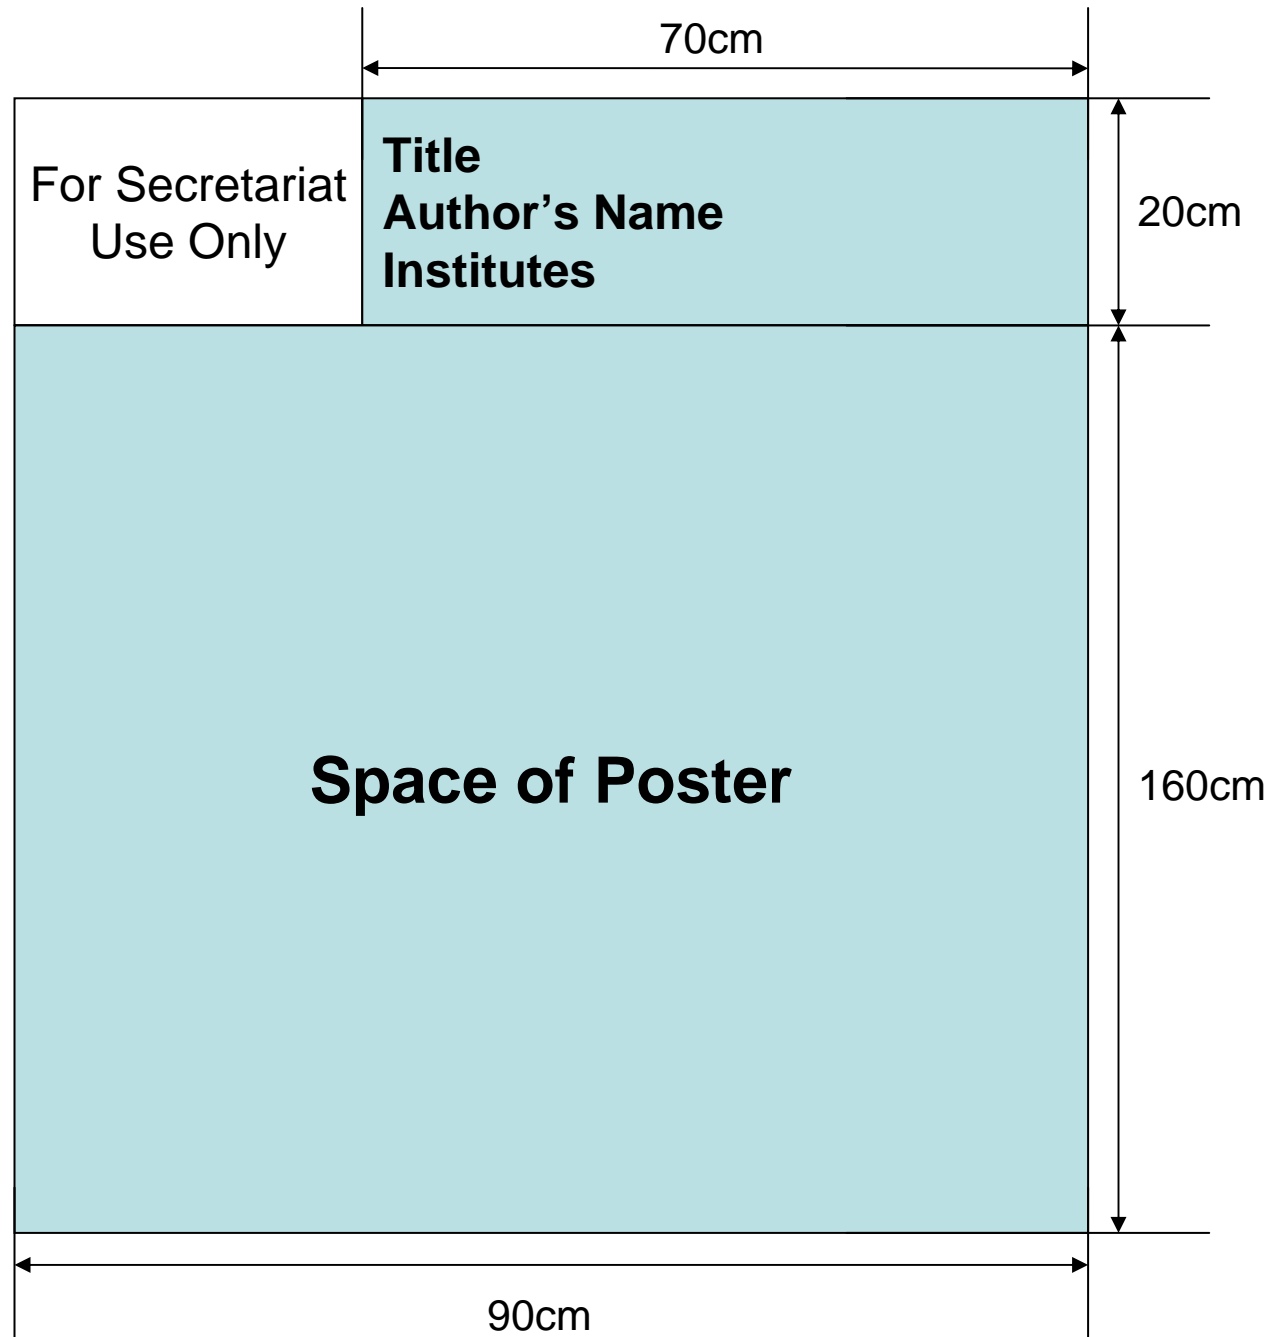 70cm
For Secretariat
Use Only
Title
Author’s Name
Institutes
20cm
Space of Poster
160cm
90cm